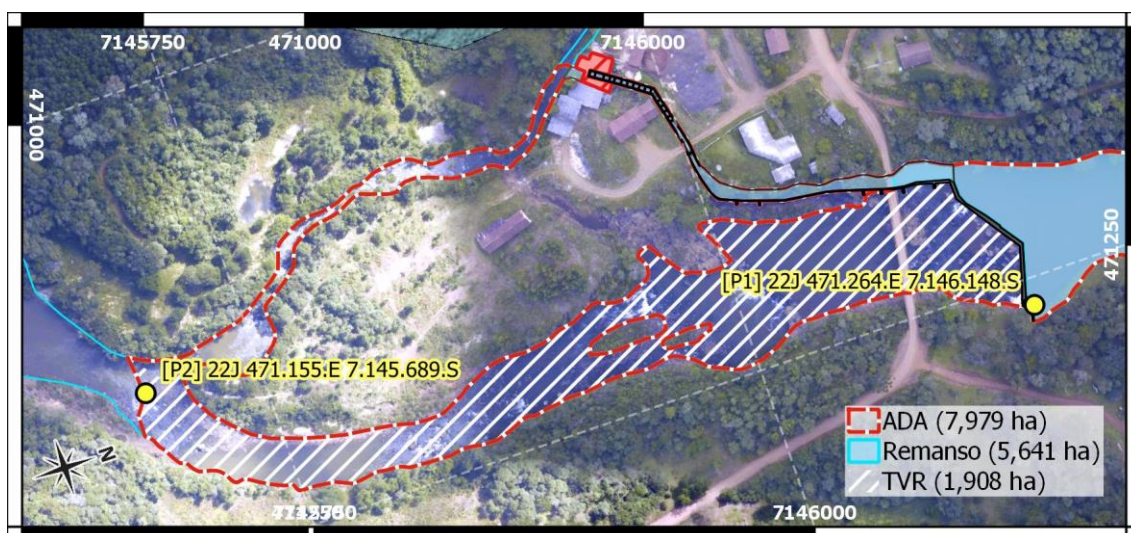 7145750
471000
7146000
471000
471250
[P1] 22J 471.264.E 7.146.148.S
[P2] 22J 471.155.E 7.145.689.S
ADA (7,979 ha)
Remanso (5,641 ha)
TVR (1,908 ha)
N
7146000